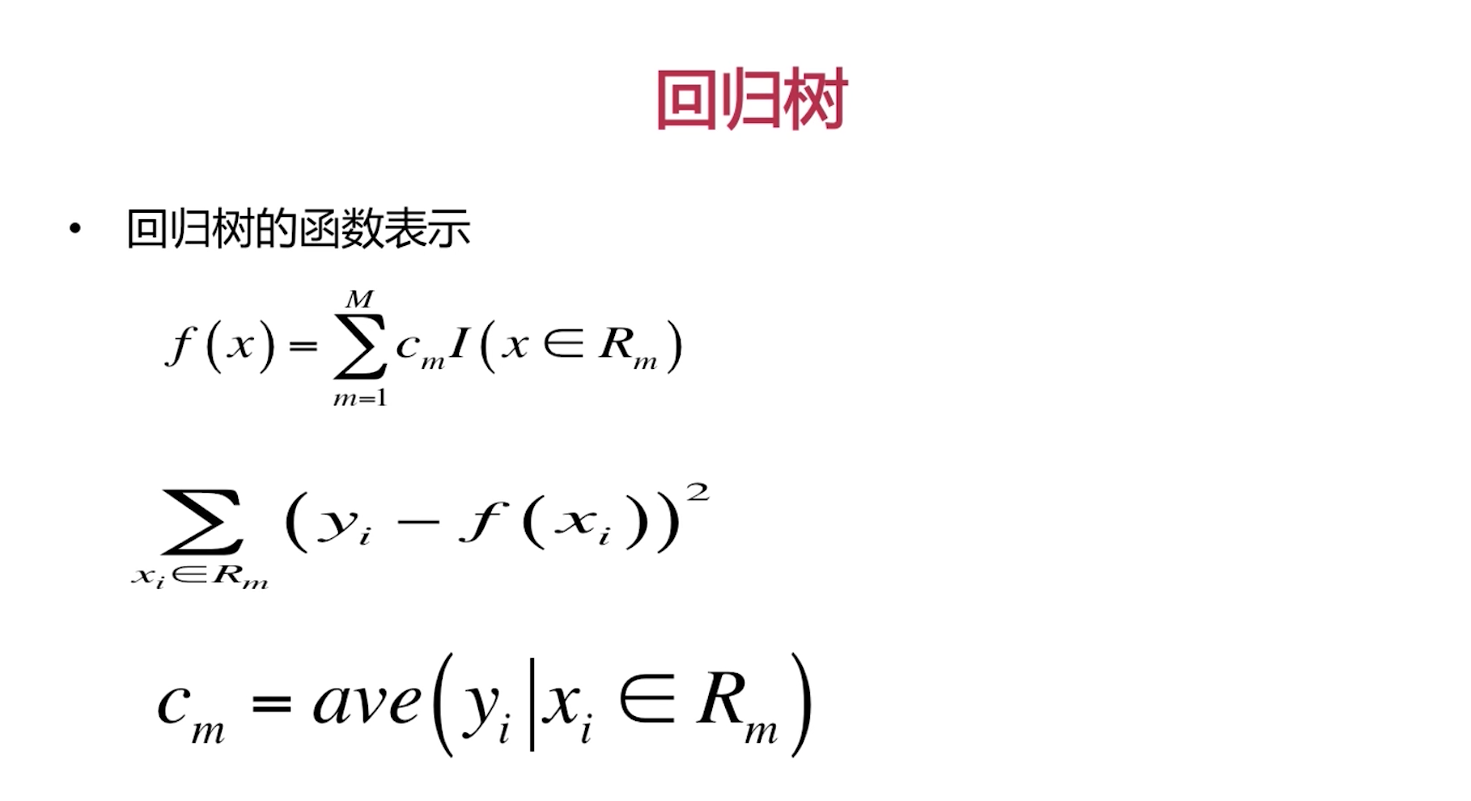 回归树
• 回归树的函数表示
f(x) = \sum_{m=1}^{M} c_m I(x \in R_m)
\sum_{x_i \in R_m} (y_i - f(x_i))^2
c_m = ave(y_i | x_i \in R_m)